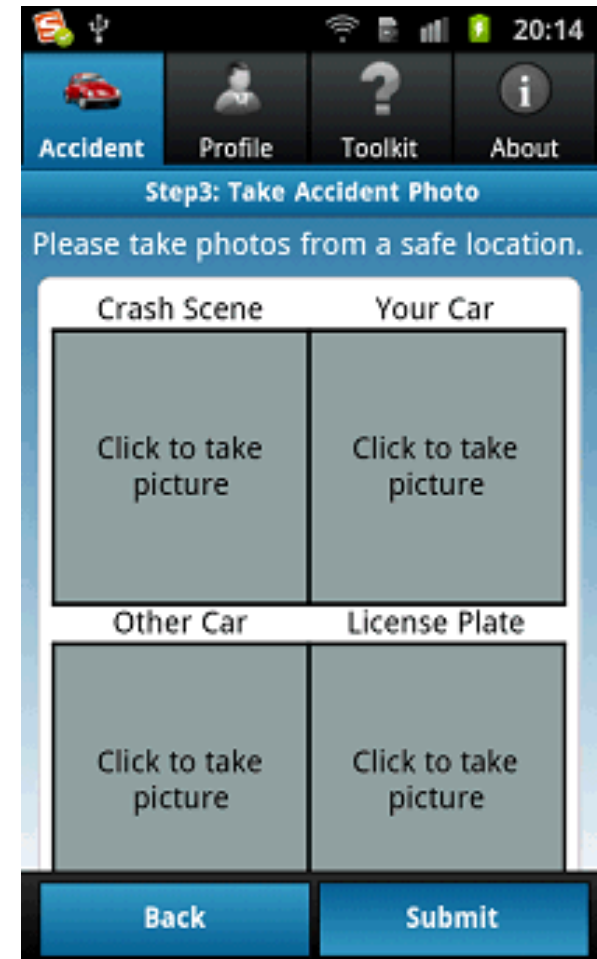 20:14
Accident Profile Toolkit About
Step3: Take Accident Photo
Please take photos from a safe location.
Crash Scene Your Car
Click to take Click to take
picture picture
Other Car License Plate
Click to take Click to take
picture picture
Back Submit